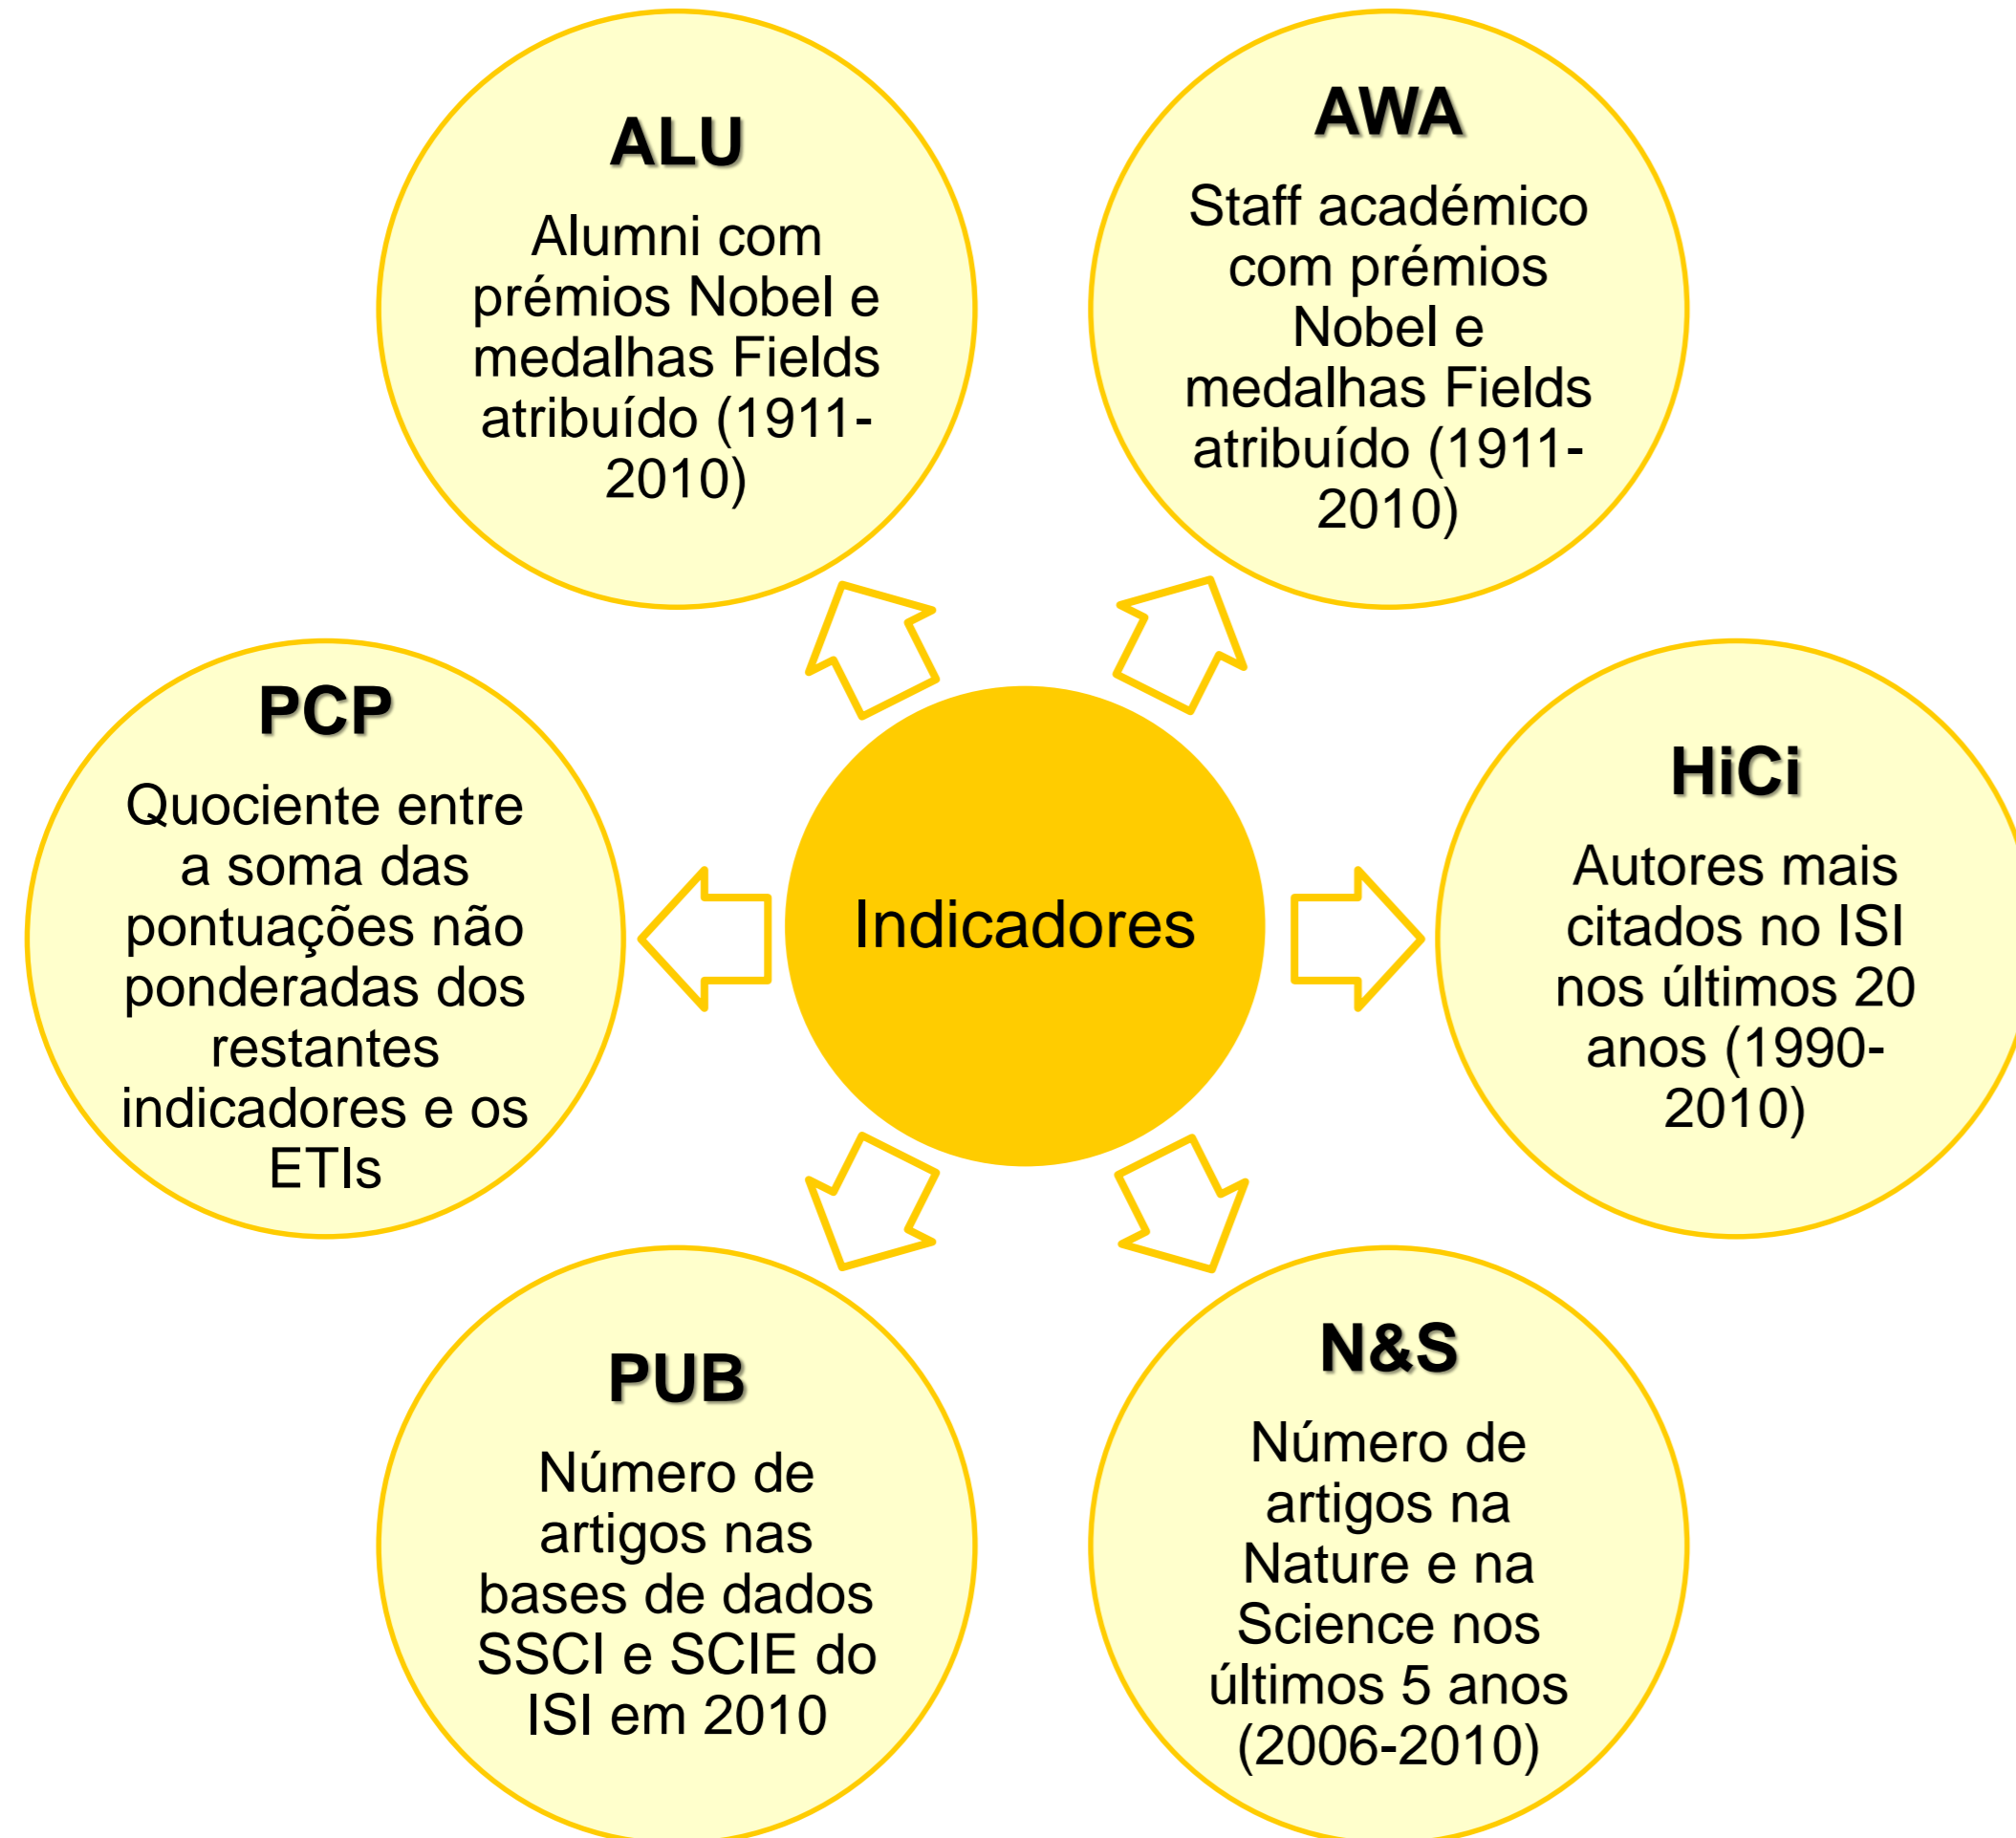 ALU
Alumni com
prémios Nobel e
medalhas Fields
atribuído (1911-
2010)
AWA
Staff académico
com prémios
Nobel e
medalhas Fields
atribuído (1911-
2010)
PCP
Quociente entre
a soma das
pontuações não
ponderadas dos
restantes
indicadores e os
ETIs
Indicadores
HiCi
Autores mais
citados no ISI
nos últimos 20
anos (1990-
2010)
PUB
Número de
artigos nas
bases de dados
SSCI e SCIE do
ISI em 2010
N&S
Número de
artigos na
Nature e na
Science nos
últimos 5 anos
(2006-2010)